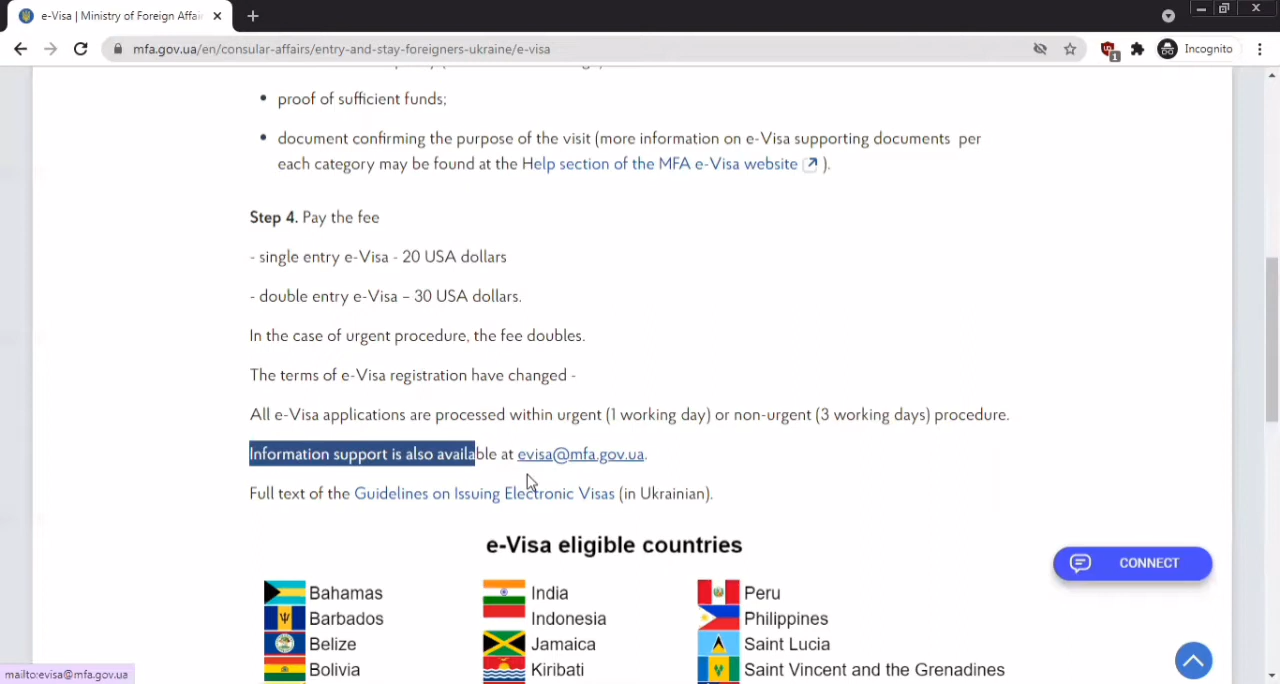 e-Visa | Ministry of Foreign Affai
mfa.gov.ua/en/consular-affairs/entry-and-stay-foreigners-ukraine/e-visa
1
Incognito
• proof of sufficient funds;
• document confirming the purpose of the visit (more information on e-Visa supporting documents per
each category may be found at the Help section of the MFA e-Visa website ).
Step 4. Pay the fee
- single entry e-Visa - 20 USA dollars
- double entry e-Visa – 30 USA dollars.
In the case of urgent procedure, the fee doubles.
The terms of e-Visa registration have changed -
All e-Visa applications are processed within urgent (1 working day) or non-urgent (3 working days) procedure.
Information support is also available at evisa@mfa.gov.ua.
Full text of the Guidelines on Issuing Electronic Visas (in Ukrainian).
e-Visa eligible countries
CONNECT
Bahamas India Peru
Barbados Indonesia Philippines
Belize Jamaica Saint Lucia
Bolivia Kiribati Saint Vincent and the Grenadines
mailto:evisa@mfa.gov.ua